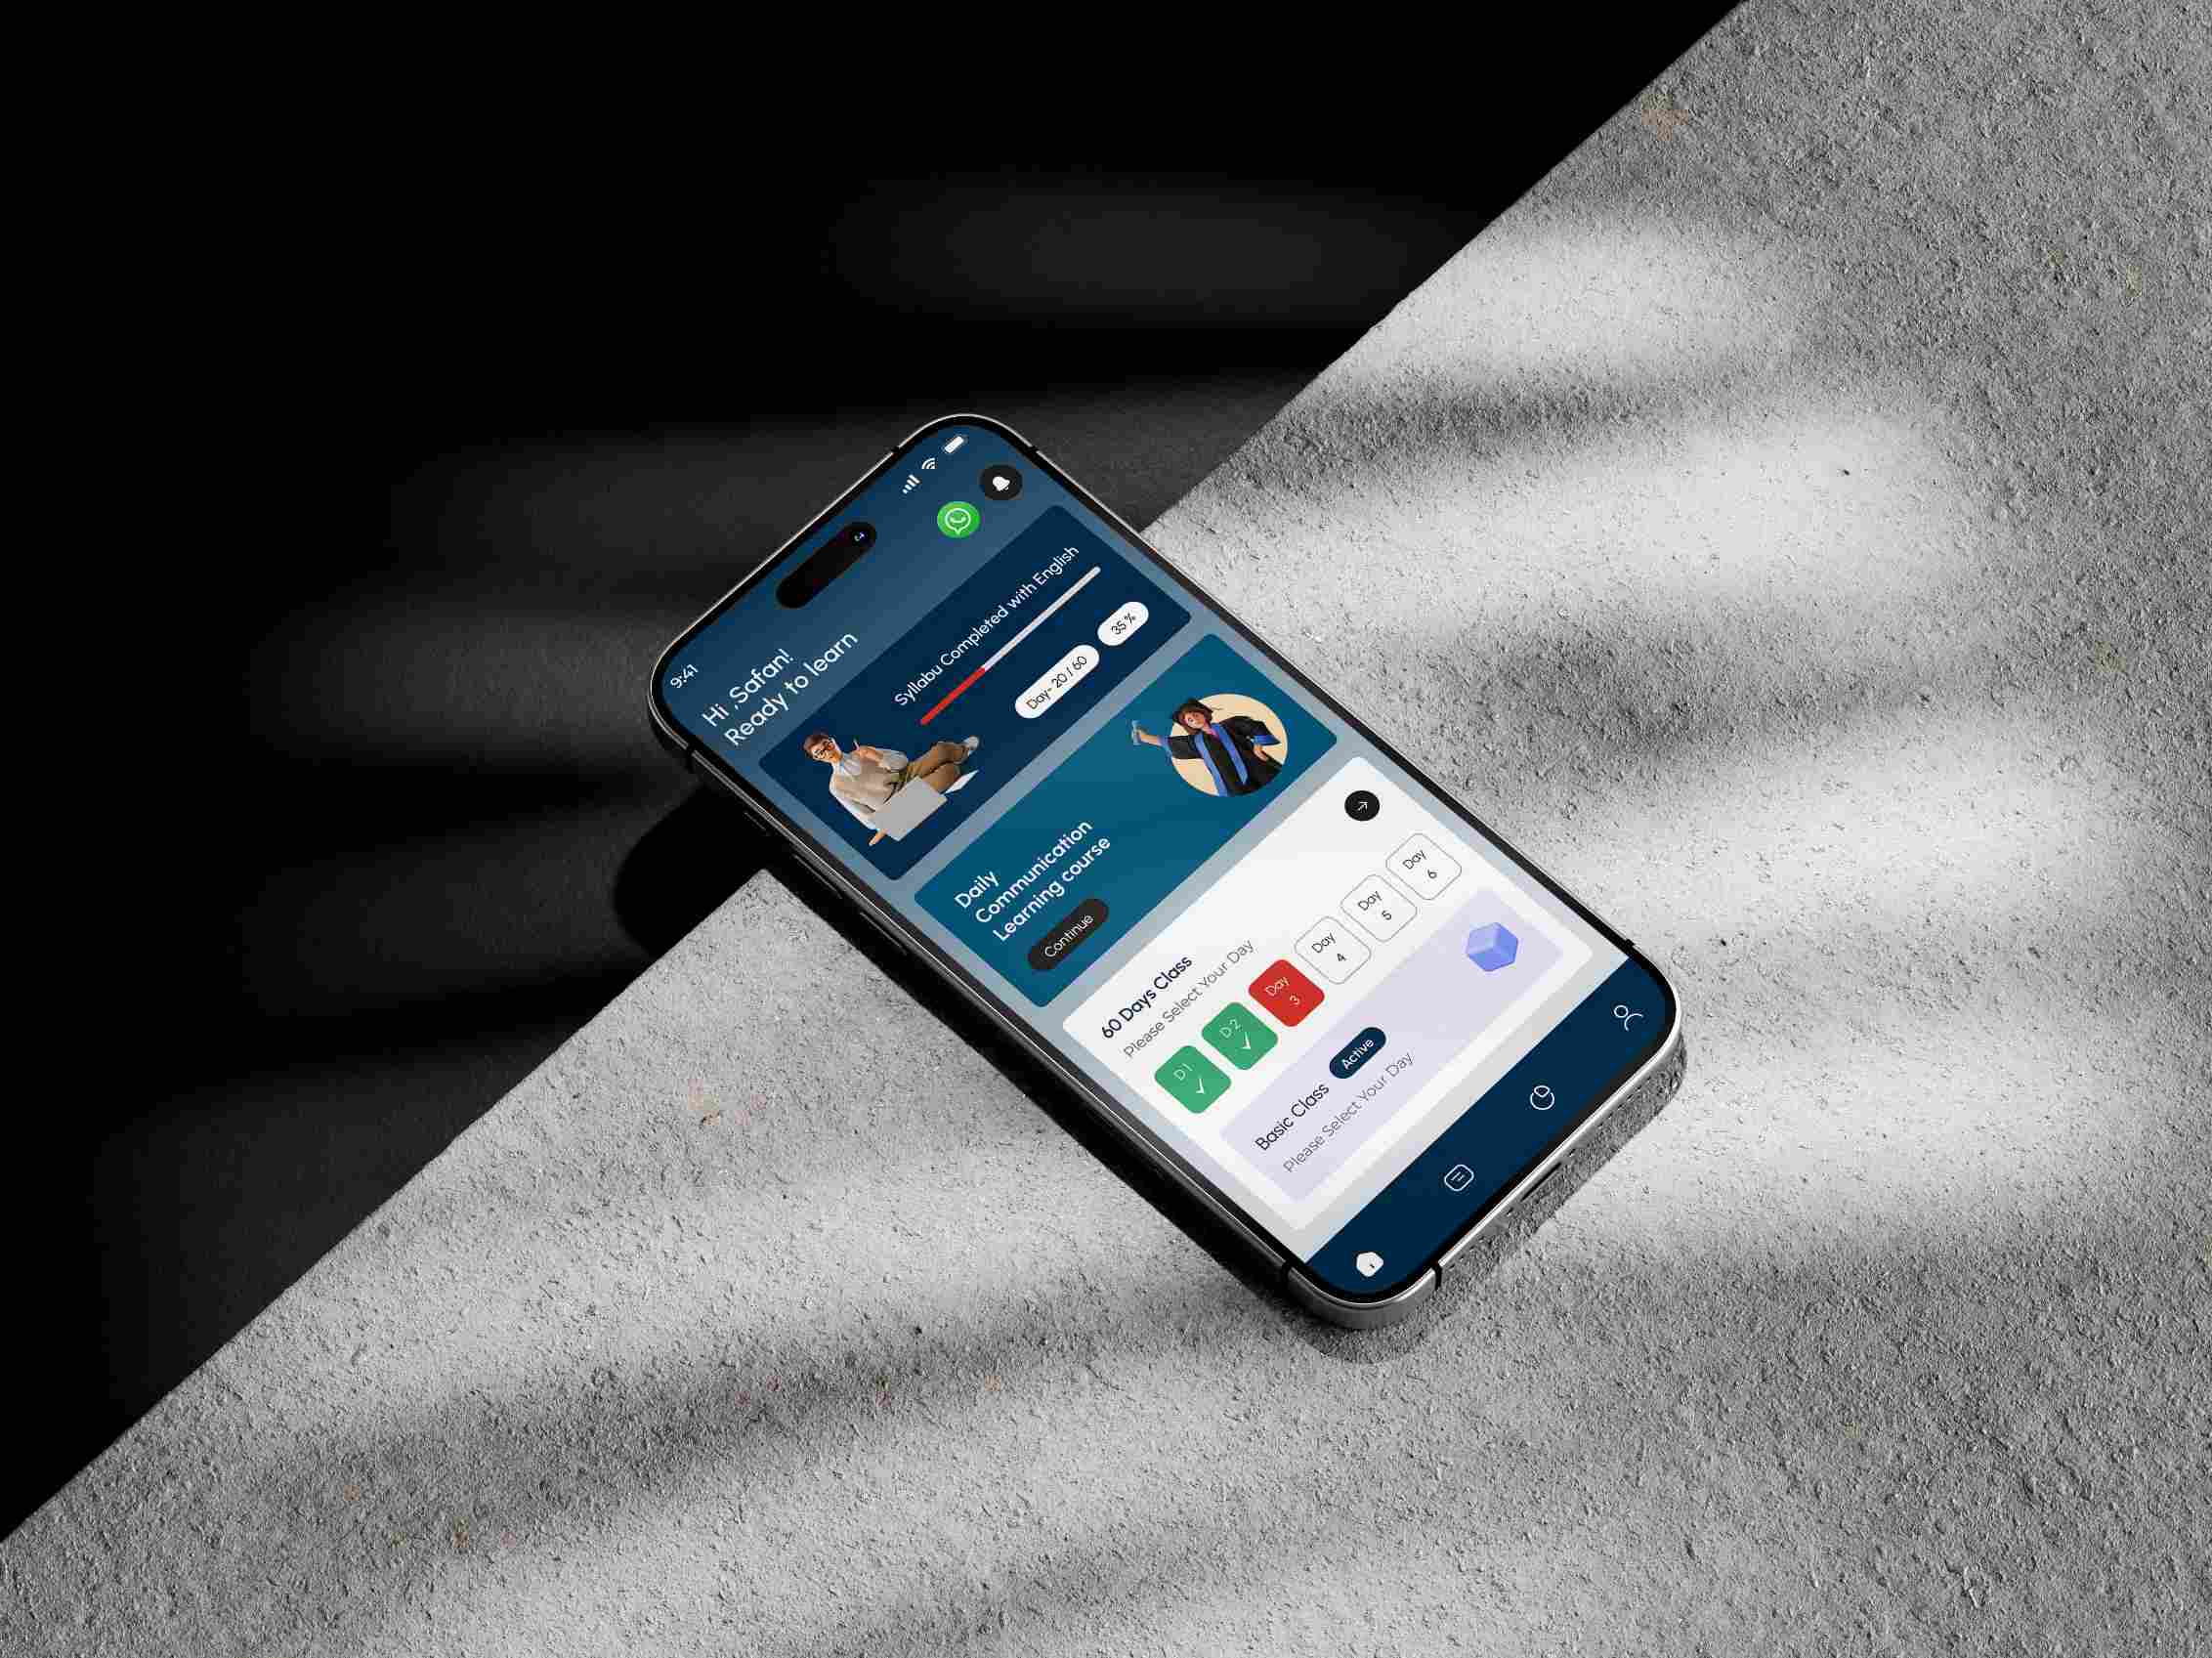 9:41
Hi ,Safan!
Ready to learn
Syllabu Completed with English
Day- 20 / 60
35 %
Daily
Communication
Learning course
Continue
60 Days Class
Please Select Your Day
D 1
D 2
Day
3
Day
4
Day
5
Day
6
Basic Class
Active
Please Select Your Day